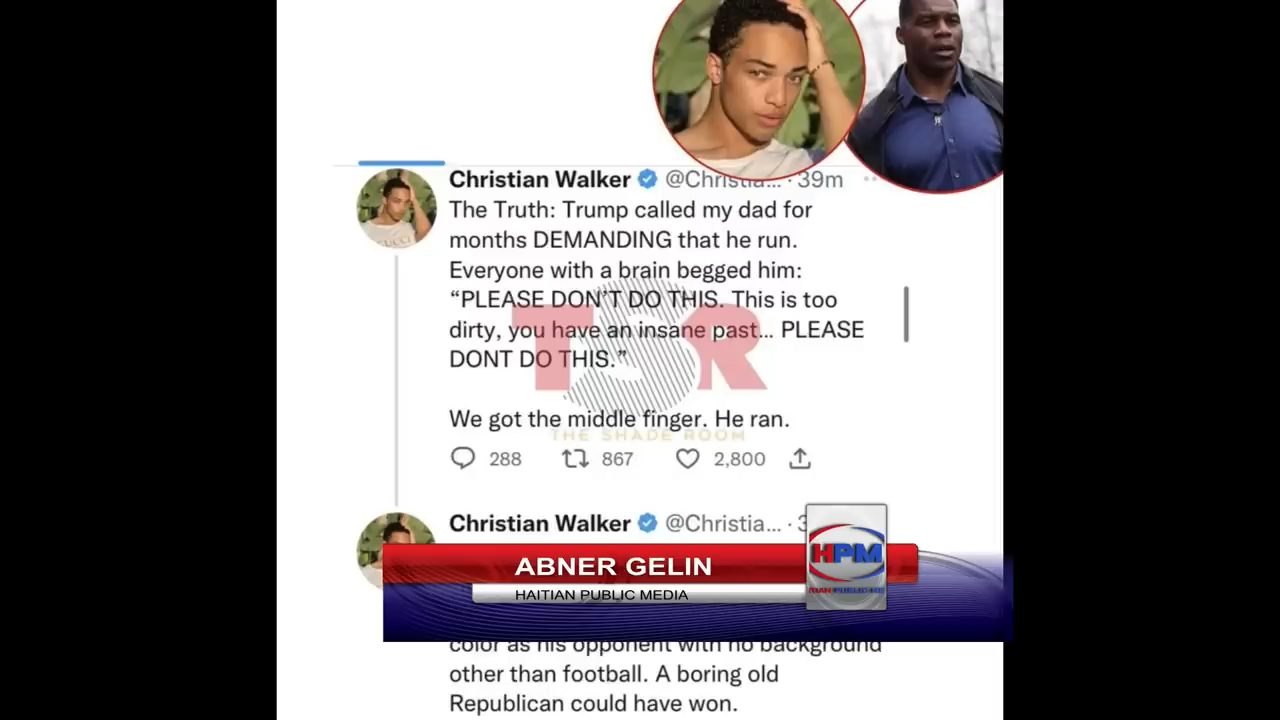 Christian Walker @Christia... · 39m
The Truth: Trump called my dad for
months DEMANDING that he run.
Everyone with a brain begged him:
“PLEASE DON'T DO THIS. This is too
dirty, you have an insane past... PLEASE
DONT DO THIS.”
We got the middle finger. He ran.
TSR
THE SHADE ROOM
288 867 2,800
Christian Walker @Christia... · 3
ABNER GELIN
HAITIAN PUBLIC MEDIA
HPM
color as his opponent with no background
other than football. A boring old
Republican could have won.